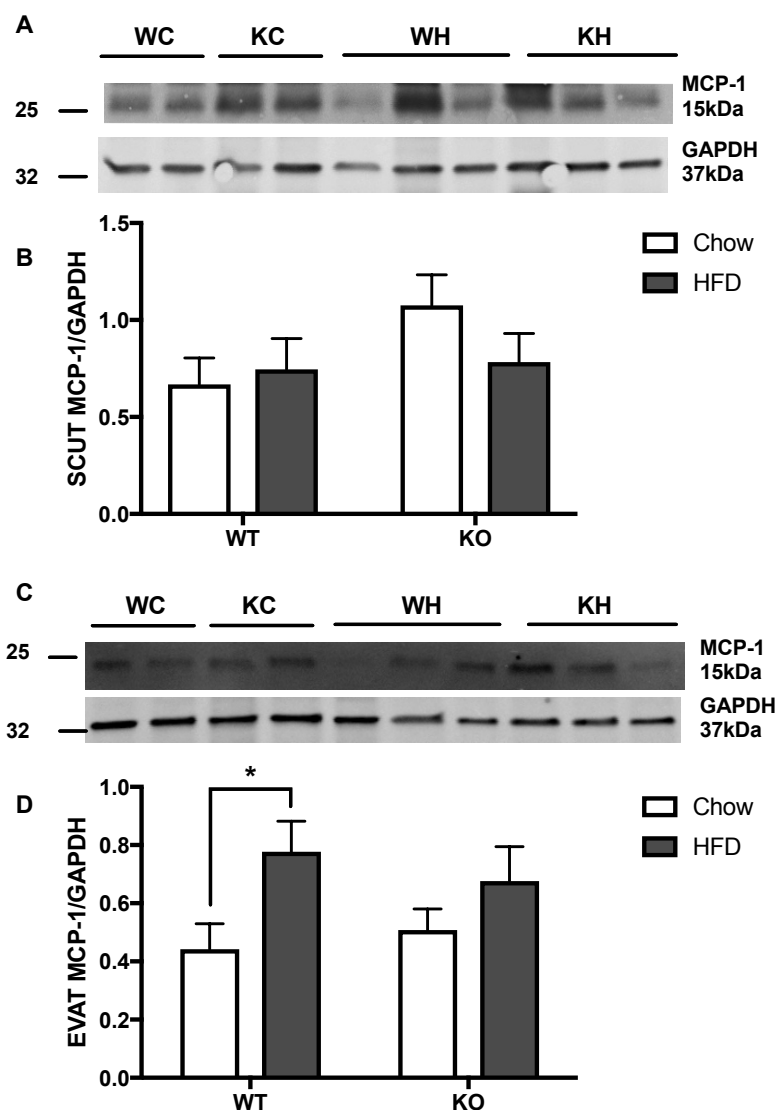 A
WC KC WH KH
MCP-1
15kDa
25
GAPDH
37kDa
32
B
SCUT MCP-1/GAPDH
1.5
1.0
0.5
0.0
WT KO
Chow
HFD
C
WC KC WH KH
25
MCP-1
15kDa
GAPDH
37kDa
32
D
EVAT MCP-1/GAPDH
1.0
0.8
0.6
0.4
0.2
0.0
*
WT KO
Chow
HFD